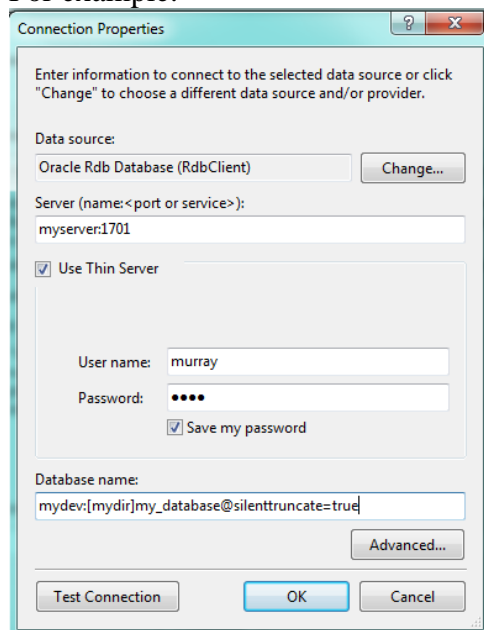 Connection Properties
Enter information to connect to the selected data source or click
"Change" to choose a different data source and/or provider.
Data source:
Oracle Rdb Database (RdbClient)
Change...
Server (name:<port or service>):
myserver:1701
Use Thin Server
User name:
murray
Password:
●●●●
Save my password
Database name:
mydev:[mydir]my_database@silenttruncate=true
Advanced...
Test Connection
OK
Cancel